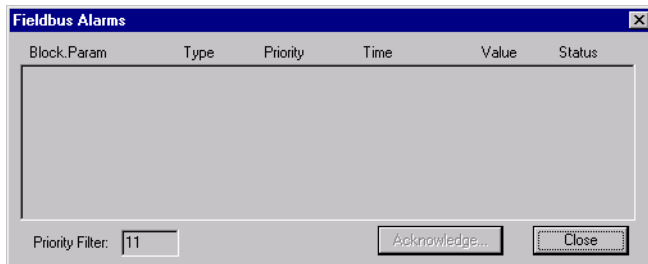 Fieldbus Alarms
Block.Param Type Priority Time Value Status
Priority Filter: 11 Acknowledge... Close